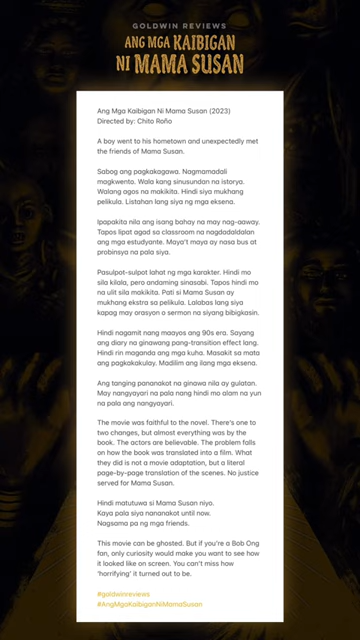 GOLDWIN REVIEWS
ANG MGA KAIBIGAN
NI MAMA SUSAN
Ang Mga Kaibigan Ni Mama Susan (2023)
Directed by: Chito Roño
A boy went to his hometown and unexpectedly met
the friends of Mama Susan.
Sabog ang pagkakagawa. Nagmamadali
magkwento. Wala kang sinusundan na istorya.
Walang agos na makikita. Hindi siya mukhang
pelikula. Listahan lang siya ng mga eksena.
Ipapakita nila ang isang bahay na may nag-aaway.
Tapos lipat agad sa classroom na nagdadaldalan
ang mga estudyante. Maya't maya ay nasa bus at
probinsya na pala siya.
Pasulpot-sulpot lahat ng mga karakter. Hindi mo
sila kilala, pero andaming sinasabi. Tapos hindi mo
na ulit sila makikita. Pati si Mama Susan ay
mukhang ekstra sa pelikula. Lalabas lang siya
kapag may orasyon o sermon na siyang bibigkasin.
Hindi nagamit nang maayos ang 90s era. Sayang
ang diary na ginawang pang-transition effect lang.
Hindi rin maganda ang mga kuha. Masakit sa mata
ang pagkakakulay. Madilim ang ilong mga eksena.
Ang tanging pananakot na ginawa nila ay gulatan.
May nangyayari na pala nang hindi mo alam na yun
na pala ang nangyayari.
The movie was faithful to the novel. There's one to
two changes, but almost everything was by the
book. The actors are believable. The problem falls
on how the book was translated into a film. What
they did is not a movie adaptation, but a literal
page-by-page translation of the scenes. No justice
served for Mama Susan.
Hindi matutuwa si Mama Susan niyo.
Kaya pala siya nananakot until now.
Nagsama pa ng mga friends.
This movie can be ghosted. But if you're a Bob Ong
fan, only curiosity would make you want to see how
it looked like on screen. You can't miss how
'horrifying' it turned out to be.
#goldwinreviews
#AngMgaKaibiganNiMamaSusan